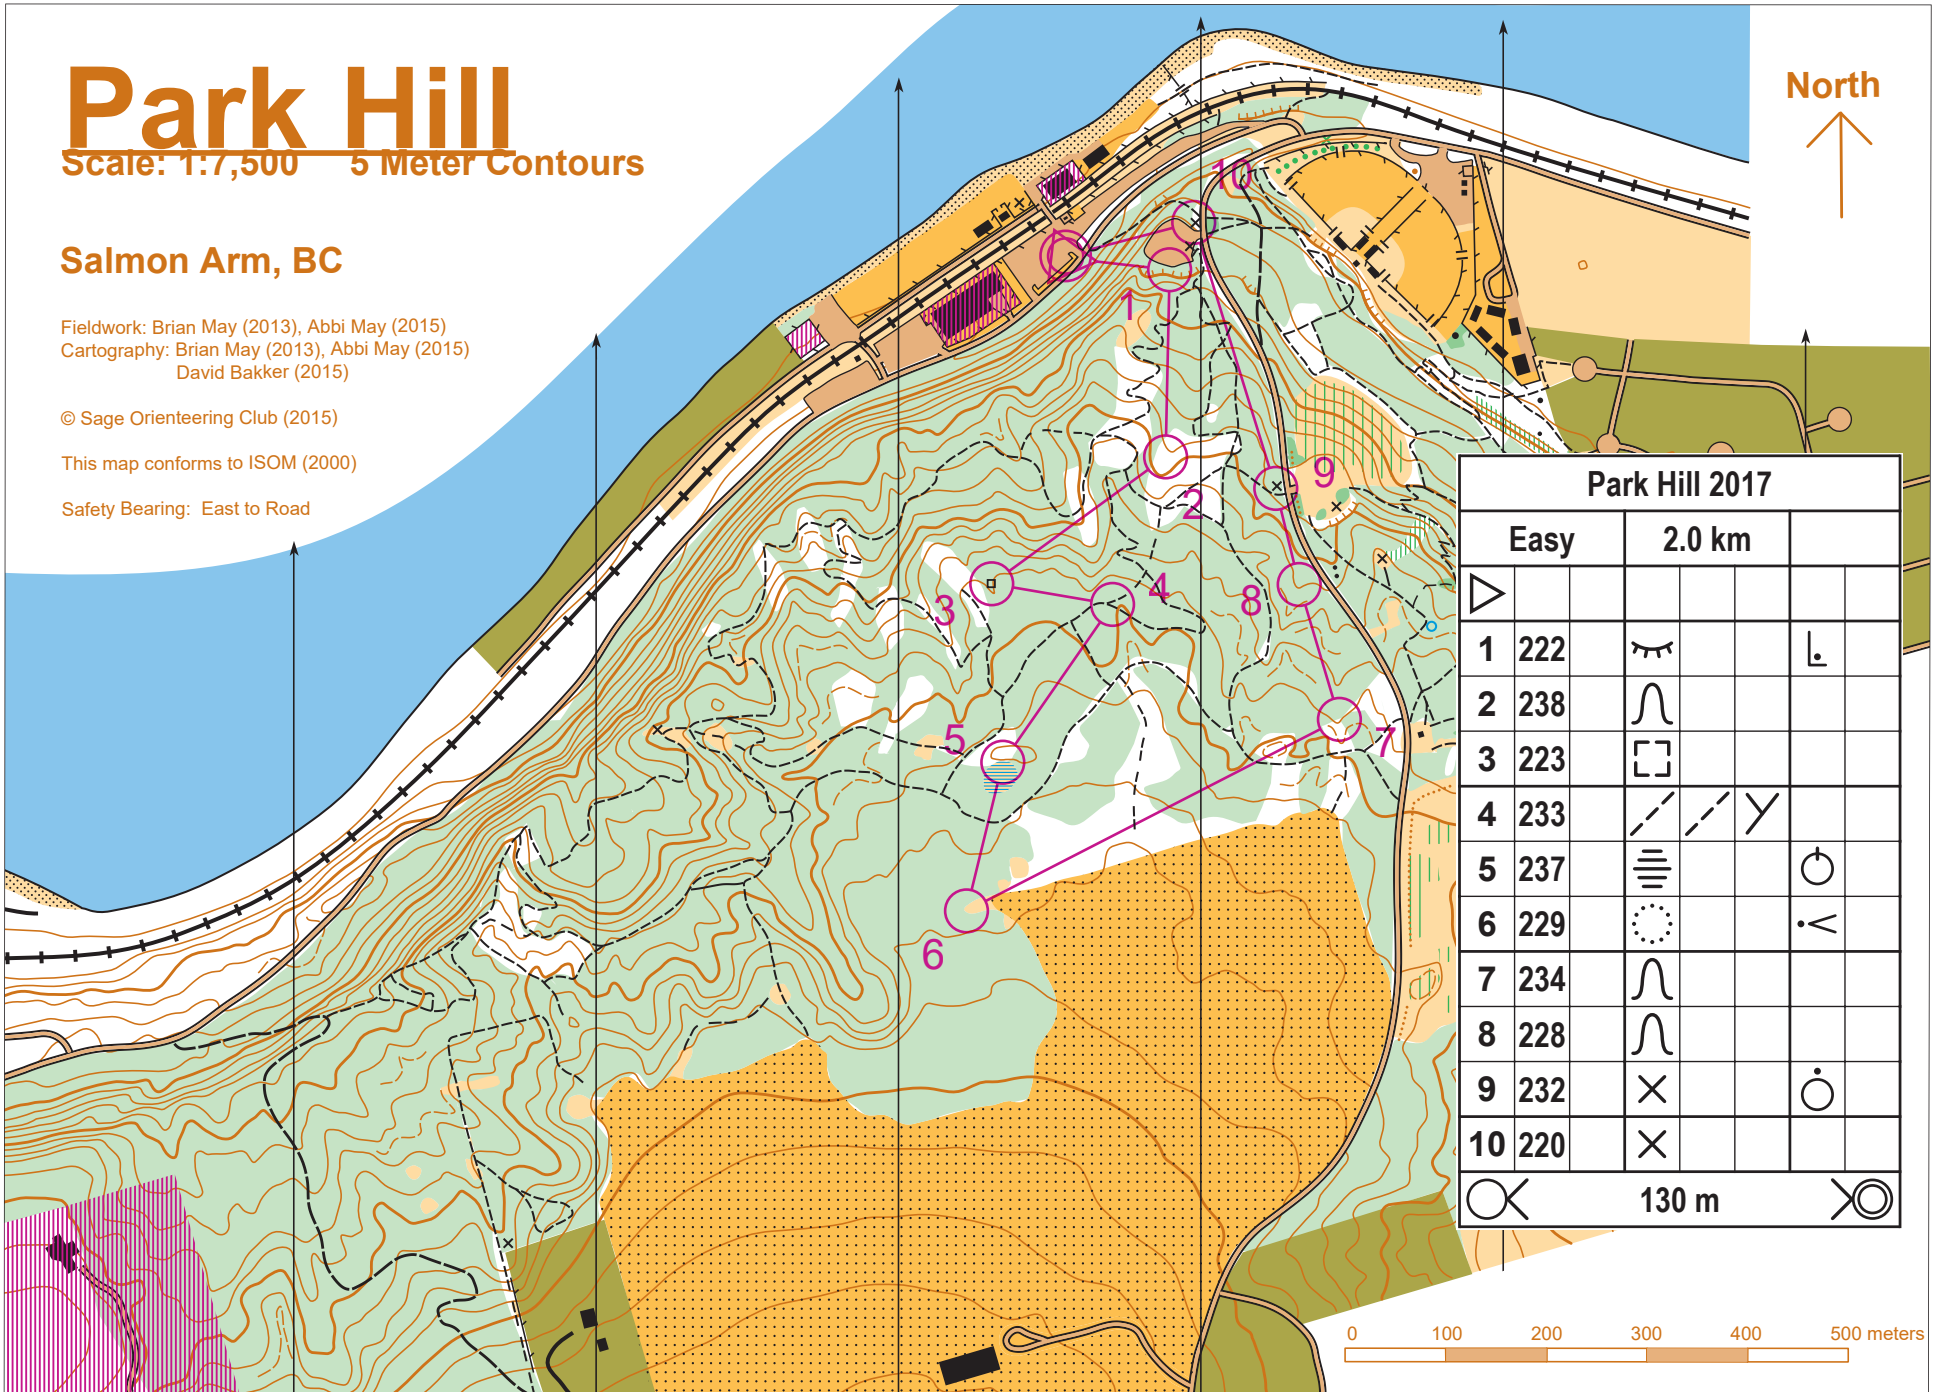 Park Hill
Scale: 1:7,500 5 Meter Contours
Salmon Arm, BC
Fieldwork: Brian May (2013), Abbi May (2015)
Cartography: Brian May (2013), Abbi May (2015)
David Bakker (2015)
© Sage Orienteering Club (2015)
This map conforms to ISOM (2000)
Safety Bearing: East to Road
North
10
1
2
9
3
4
8
5
7
6
Park Hill 2017
Easy 2.0 km
1 222
2 238
3 223
4 233
5 237
6 229
7 234
8 228
9 232
10 220
130 m
0 100 200 300 400 500 meters